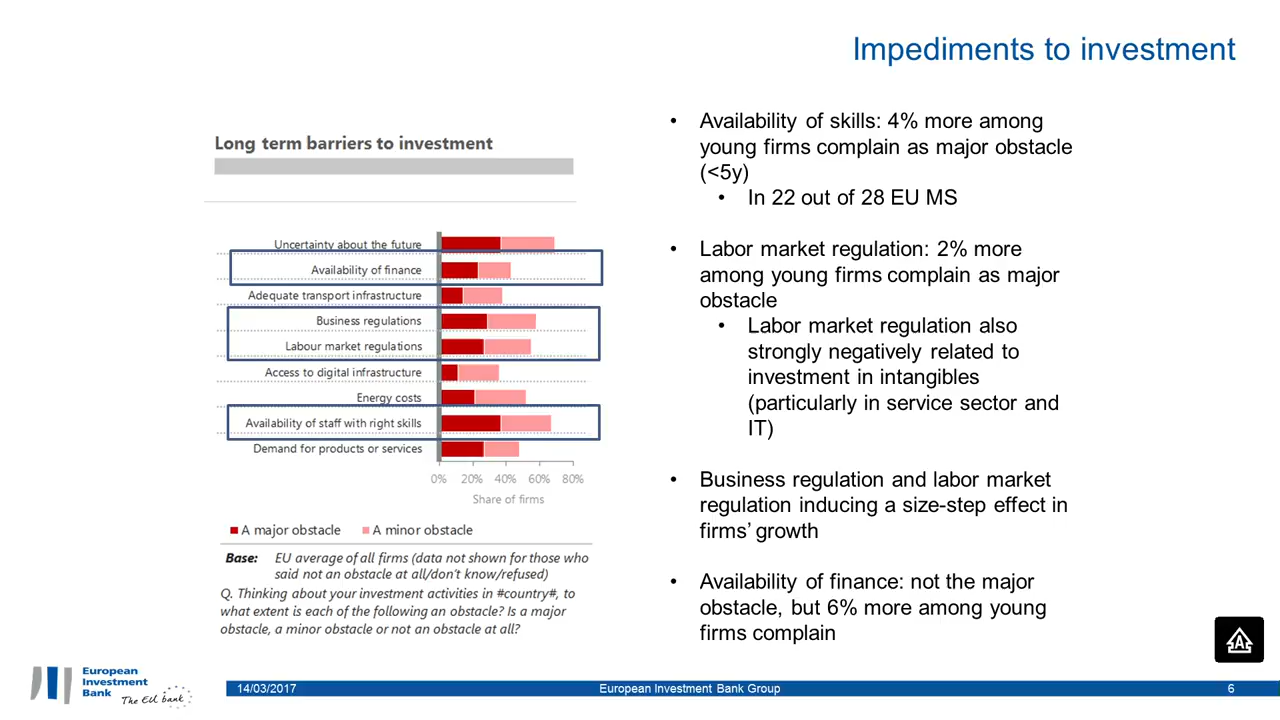 Impediments to investment
Long term barriers to investment
Uncertainty about the future
Availability of finance
Adequate transport infrastructure
Business regulations
Labour market regulations
Access to digital infrastructure
Energy costs
Availability of staff with right skills
Demand for products or services
0% 20% 40% 60% 80%
Share of firms
A major obstacle A minor obstacle
Base: EU average of all firms (data not shown for those who
said not an obstacle at all/don't know/refused)
Q. Thinking about your investment activities in #country#, to
what extent is each of the following an obstacle? Is a major
obstacle, a minor obstacle or not an obstacle at all?
• Availability of skills: 4% more among
young firms complain as major obstacle
(<5y)
• In 22 out of 28 EU MS
• Labor market regulation: 2% more
among young firms complain as major
obstacle
• Labor market regulation also
strongly negatively related to
investment in intangibles
(particularly in service sector and
IT)
• Business regulation and labor market
regulation inducing a size-step effect in
firms' growth
• Availability of finance: not the major
obstacle, but 6% more among young
firms complain
A
European
Investment
Bank
The EU bank
14/03/2017
European Investment Bank Group
6